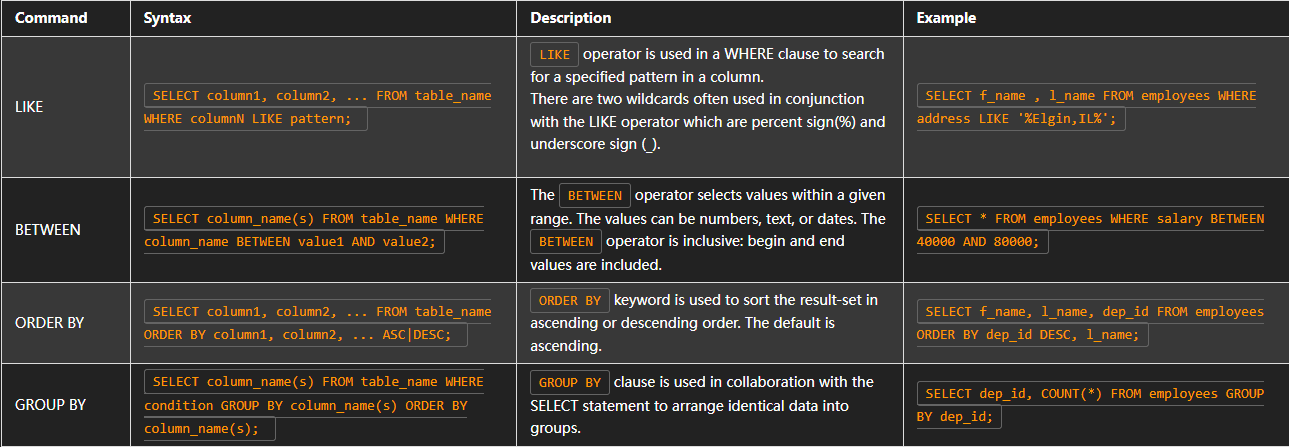 Command Syntax Description Example
LIKE
SELECT column1, column2, ... FROM table_name
WHERE columnN LIKE pattern;
LIKE operator is used in a WHERE clause to search
for a specified pattern in a column.
There are two wildcards often used in conjunction
with the LIKE operator which are percent sign(%) and
underscore sign (_).
SELECT f_name , l_name FROM employees WHERE
address LIKE '%Elgin,IL%';
BETWEEN
SELECT column_name(s) FROM table_name WHERE
column_name BETWEEN value1 AND value2;
The BETWEEN operator selects values within a given
range. The values can be numbers, text, or dates. The
BETWEEN operator is inclusive: begin and end
values are included.
SELECT * FROM employees WHERE salary BETWEEN
40000 AND 80000;
ORDER BY
SELECT column1, column2, ... FROM table_name
ORDER BY column1, column2, ... ASC|DESC;
ORDER BY keyword is used to sort the result-set in
ascending or descending order. The default is
ascending.
SELECT f_name, l_name, dep_id FROM employees
ORDER BY dep_id DESC, l_name;
GROUP BY
SELECT column_name(s) FROM table_name WHERE
condition GROUP BY column_name(s) ORDER BY
column_name(s);
GROUP BY clause is used in collaboration with the
SELECT statement to arrange identical data into
groups.
SELECT dep_id, COUNT(*) FROM employees GROUP
BY dep_id;